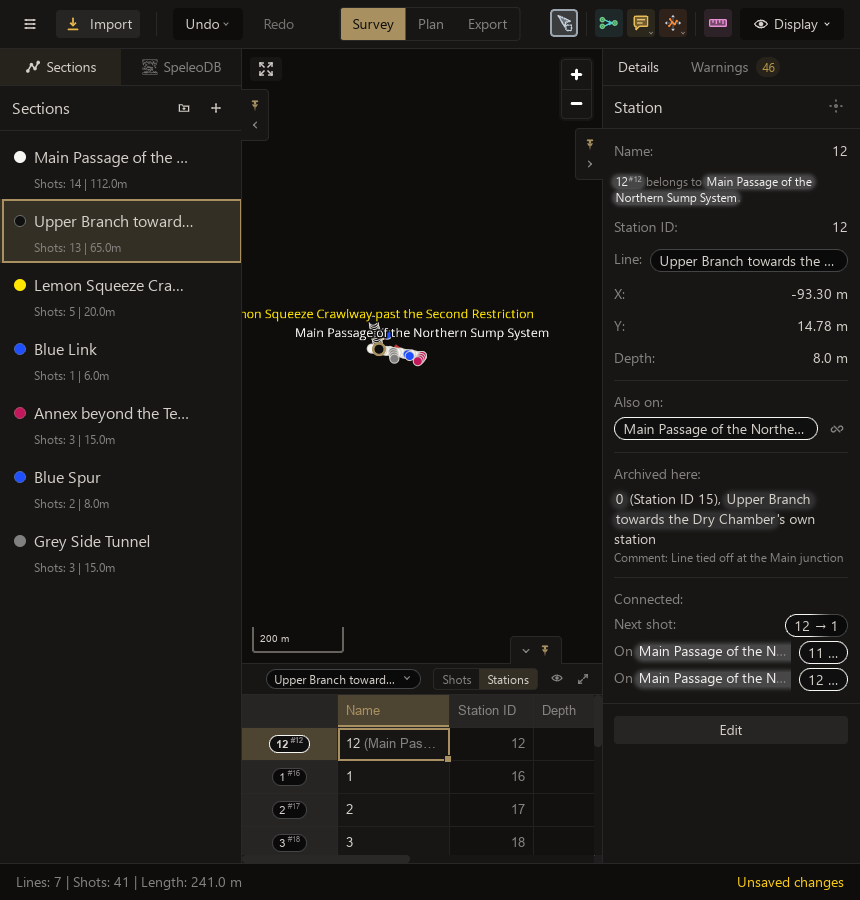 Import
Undo
Redo
Survey
Plan
Export
Display
Sections
SpeleoDB
Details
Warnings 46
Sections
Station
Main Passage of the ...
Shots: 14 | 112.0m
Upper Branch toward...
Shots: 13 | 65.0m
Lemon Squeeze Cra...
Shots: 5 | 20.0m
Blue Link
Shots: 1 | 6.0m
Annex beyond the Te...
Shots: 3 | 15.0m
Blue Spur
Shots: 2 | 8.0m
Grey Side Tunnel
Shots: 3 | 15.0m
mon Squeeze Crawlway past the Second Restriction
Main Passage of the Northern Sump System
200 m
Upper Branch toward...
Shots
Stations
Name
Station ID
Depth
12 #12
12 (Main Pas...
12
1 #16
1
16
2 #17
2
17
3 #18
3
18
Name:
12
12 #12 belongs to Main Passage of the
Northern Sump System
Station ID:
12
Line:
Upper Branch towards the ...
X:
-93.30 m
Y:
14.78 m
Depth:
8.0 m
Also on:
Main Passage of the Northe...
Archived here:
0 (Station ID 15), Upper Branch
towards the Dry Chamber's own
station
Comment: Line tied off at the Main junction
Connected:
Next shot:
12 → 1
On Main Passage of the N...
11 ...
On Main Passage of the N...
12 ...
Edit
Lines: 7 | Shots: 41 | Length: 241.0 m
Unsaved changes